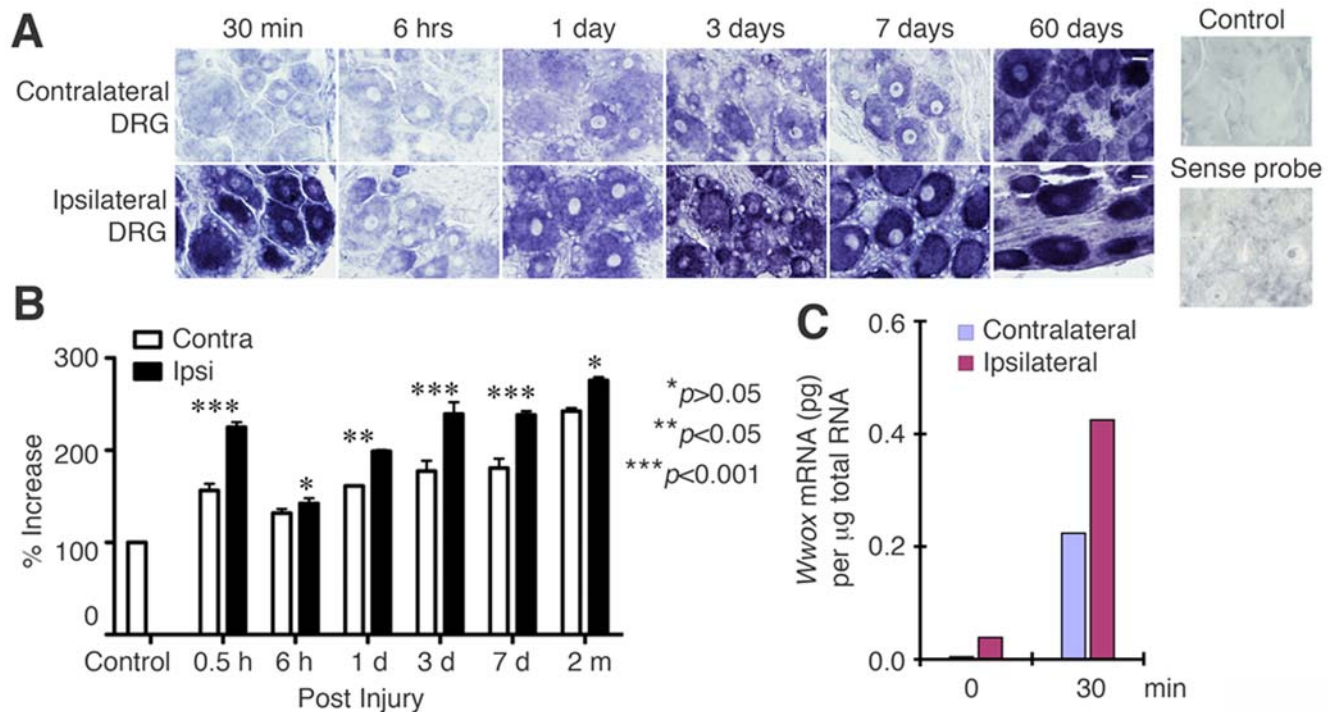 A
30 min 6 hrs 1 day 3 days 7 days 60 days
Control
Contralateral
DRG
Sense probe
Ipsilateral
DRG
B
Contra
Ipsi
300
200
100
0
% Increase
***
*
**
***
***
*
*p>0.05
**p<0.05
***p<0.001
Control 0.5 h 6 h 1 d 3 d 7 d 2 m
Post Injury
C
Contralateral
Ipsilateral
0.6
0.4
0.2
0.0
Wwox mRNA (pg)
per μg total RNA
0 30 min